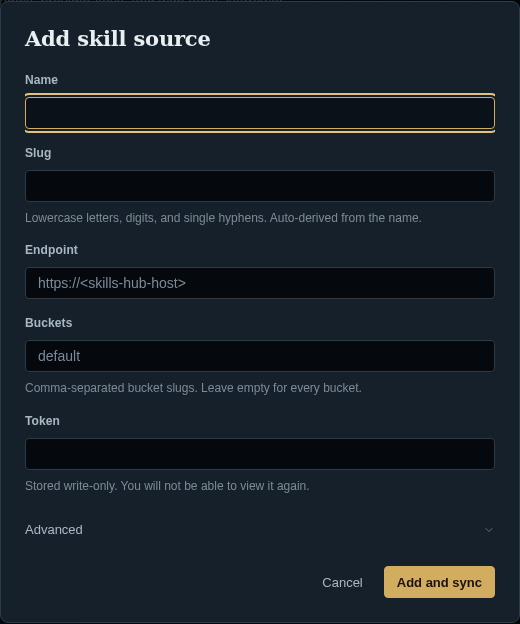 Add skill source
Name
Slug
Lowercase letters, digits, and single hyphens. Auto-derived from the name.
Endpoint
https://<skills-hub-host>
Buckets
default
Comma-separated bucket slugs. Leave empty for every bucket.
Token
Stored write-only. You will not be able to view it again.
Advanced
Cancel
Add and sync